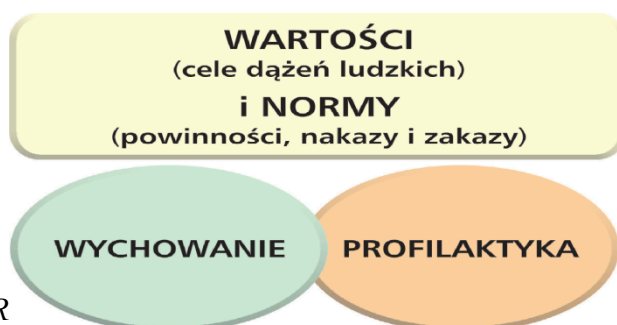 WARTOŚCI
(cele dążeń ludzkich)
i NORMY
(powinności, nakazy i zakazy)
WYCHOWANIE
PROFILAKTYKA
R